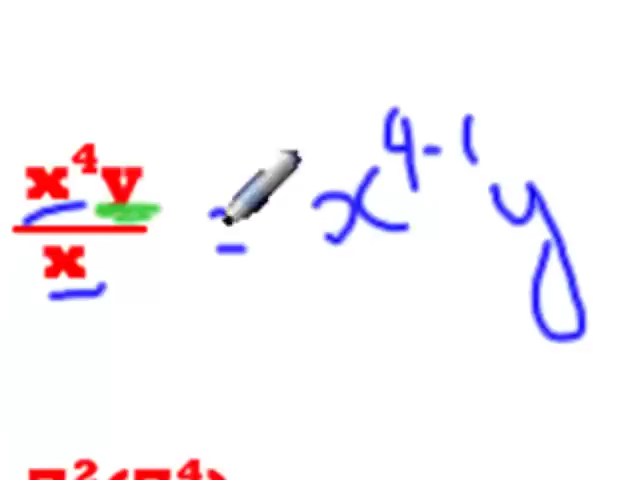 x⁴y/x = x⁴⁻¹y